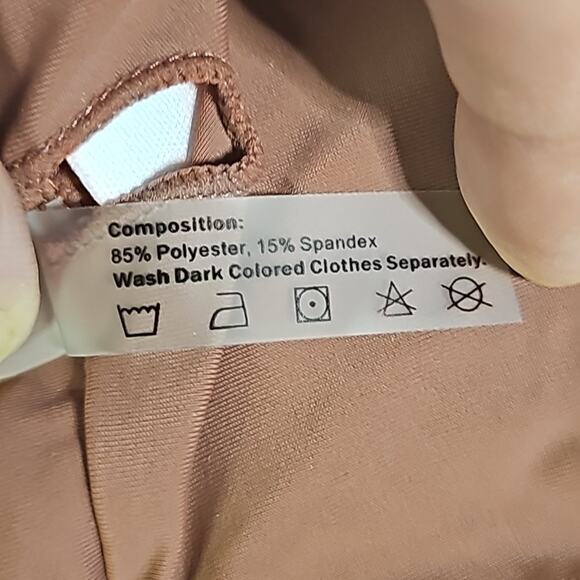 Composition:
85% Polyester, 15% Spandex
Wash Dark Colored Clothes Separately.